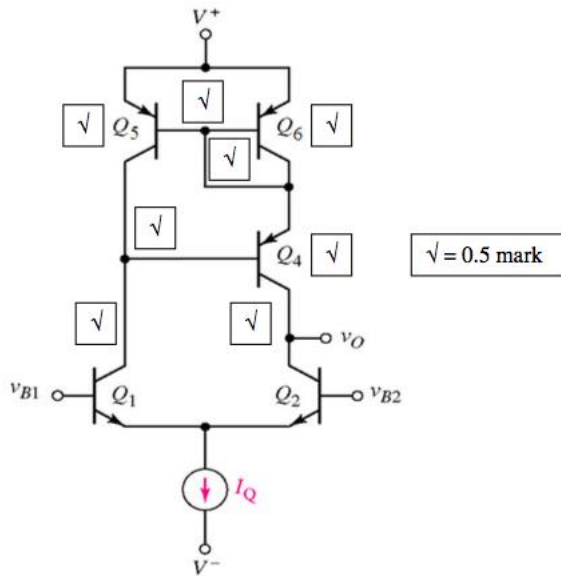 V+
√
√ Q5 Q6 √
√
√
Q4 √
√ = 0.5 mark
√ √
vO
vB1 Q1 Q2 vB2
IQ
V−